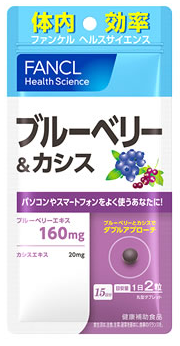 体内 効率
ファンケル ヘルスサイエンス
FANCL
Health Science
ブルーベリー
&カシス
パソコンやスマートフォンをよく使うあなたに!
ブルーベリーエキス
160mg
カシスエキス 20mg
ブルーベリーとカシスで
ダブルアプローチ
15日分 目安量 1日2粒
健康補助食品